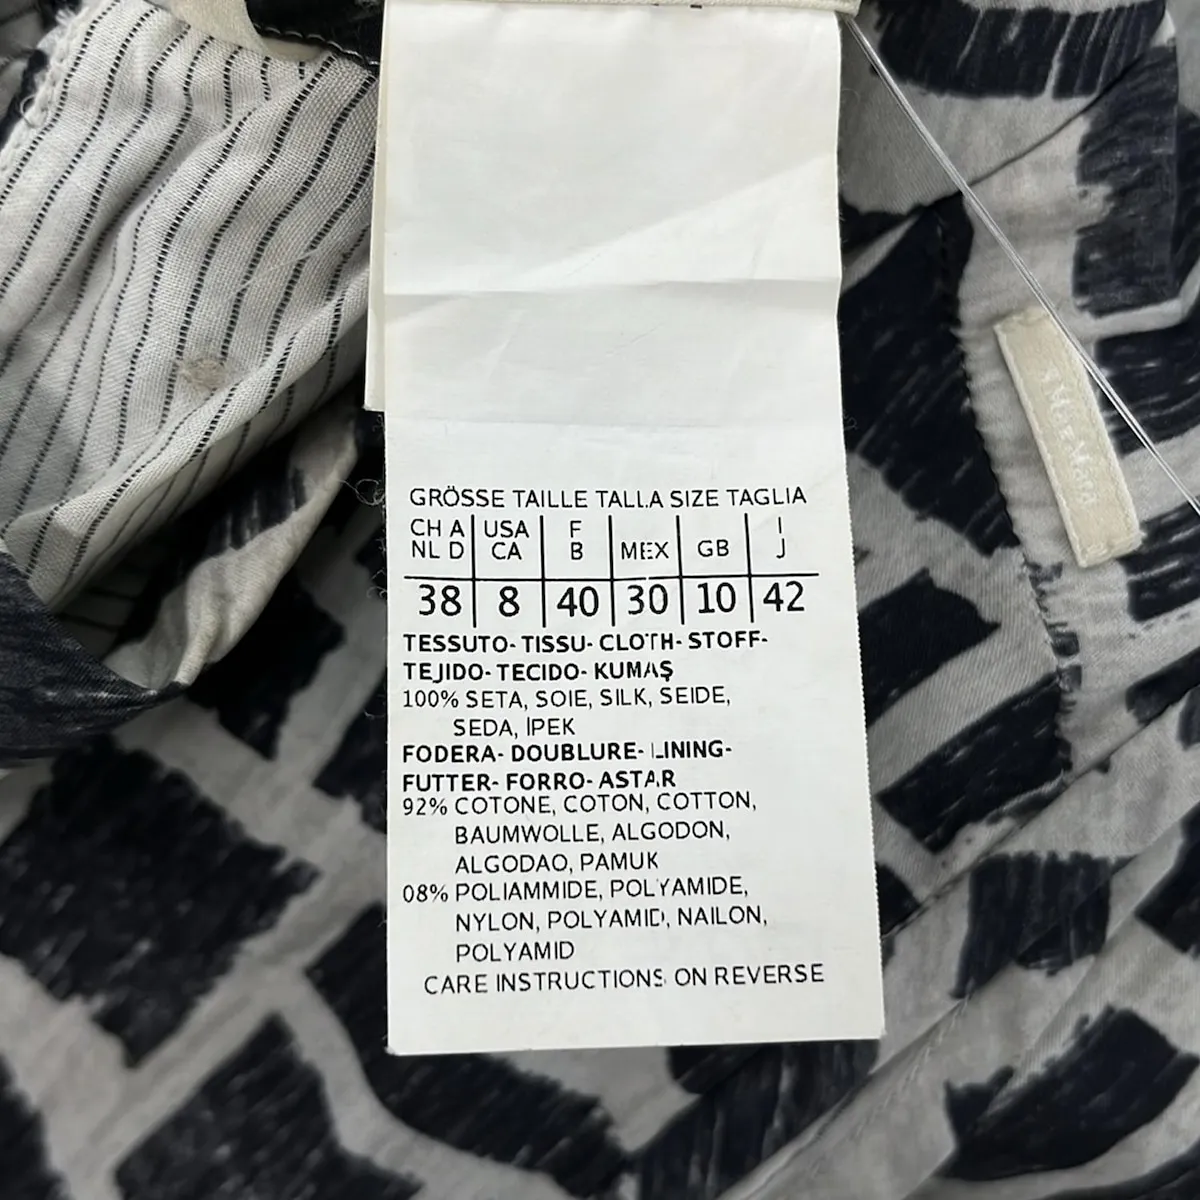 GRÖSSE TAILLE TALLA SIZE TAGLIA
CH A USA F I
NL D CA B MEX GB J
38 8 40 30 10 42
TESSUTO- TISSU- CLOTH- STOFF-
TEJIDO- TECIDO- KUMAŞ
100% SETA, SOIE, SILK, SEIDE,
SEDA, İPEK
FODERA- DOUBLURE- LINING-
FUTTER- FORRO- ASTAR
92% COTONE, COTON, COTTON,
BAUMWOLLE, ALGODON,
ALGODAO, PAMUK
08% POLIAMMIDE, POLYAMIDE,
NYLON, POLYAMID, NAILON,
POLYAMID
CARE INSTRUCTIONS ON REVERSE
MaxMara